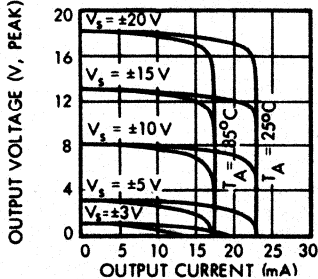 OUTPUT VOLTAGE (V, PEAK)
20
16
12
8
4
0
Vs = ±20 V
Vs = ±15 V
Vs = ±10 V
Vs = ±5 V
Vs = ±3 V
TA = 85°C
TA = 25°C
0 5 10 15 20 25 30
OUTPUT CURRENT (mA)